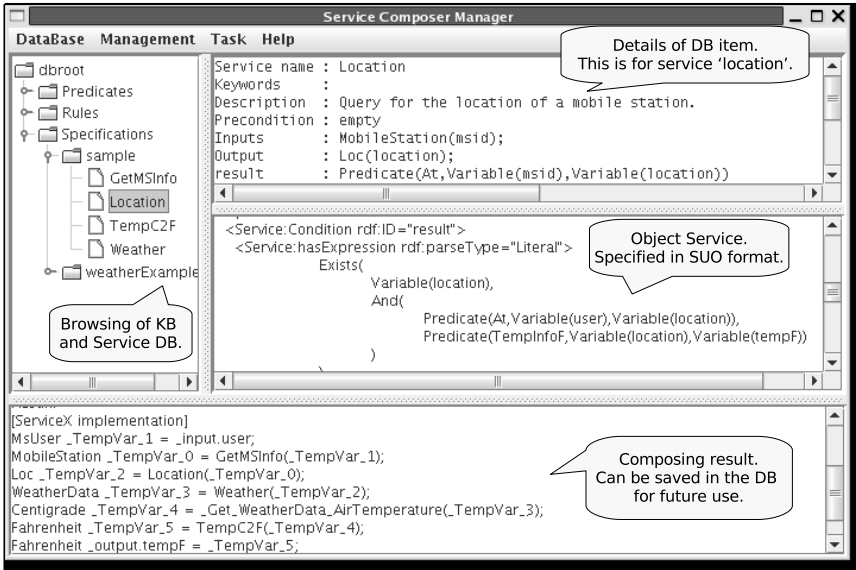 Service Composer Manager
DataBase Management Task Help
dbroot
Predicates
Rules
Specifications
sample
GetMSInfo
Location
TempC2F
Weather
weatherExample
Browsing of KB
and Service DB.
Service name : Location
Keywords :
Description : Query for the location of a mobile station.
Precondition : empty
Inputs : MobileStation(msid);
Output : Loc(location);
result : Predicate(At,Variable(msid),Variable(location))
Details of DB item.
This is for service ‘location’.
<Service:Condition rdf:ID="result">
<Service:hasExpression rdf:parseType="Literal">
Exists(
Variable(location),
And(
Predicate(At,Variable(user),Variable(location)),
Predicate(TempInfoF,Variable(location),Variable(tempF))
)
Object Service.
Specified in SUO format.
[ServiceX implementation]
MsUser _TempVar_1 = _input.user;
MobileStation _TempVar_0 = GetMSInfo(_TempVar_1);
Loc _TempVar_2 = Location(_TempVar_0);
WeatherData _TempVar_3 = Weather(_TempVar_2);
Centigrade _TempVar_4 = _Get_WeatherData_AirTemperature(_TempVar_3);
Fahrenheit _TempVar_5 = TempC2F(_TempVar_4);
Fahrenheit _output.tempF = _TempVar_5;
Composing result.
Can be saved in the DB
for future use.